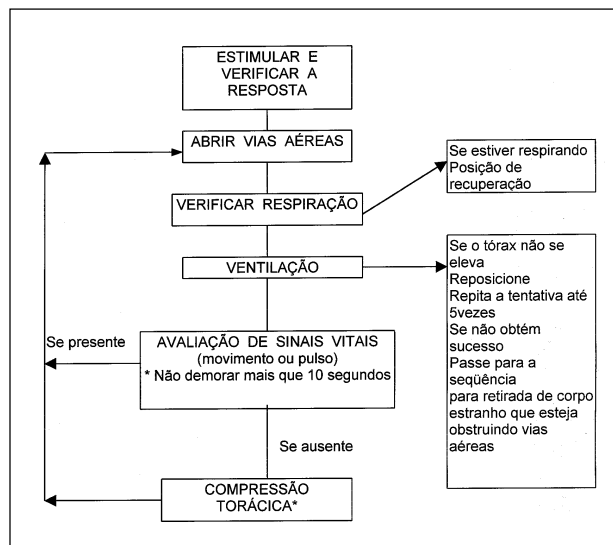 ESTIMULAR E
VERIFICAR A
RESPOSTA
ABRIR VIAS AÉREAS
Se estiver respirando
Posição de
recuperação
VERIFICAR RESPIRAÇÃO
VENTILAÇÃO
Se o tórax não se
eleva
Reposicione
Repita a tentativa até
5vezes
Se não obtém
sucesso
Passe para a
seqüência
para retirada de corpo
estranho que esteja
obstruindo vias
aéreas
Se presente
AVALIAÇÃO DE SINAIS VITAIS
(movimento ou pulso)
* Não demorar mais que 10 segundos
Se ausente
COMPRESSÃO
TORÁCICA*